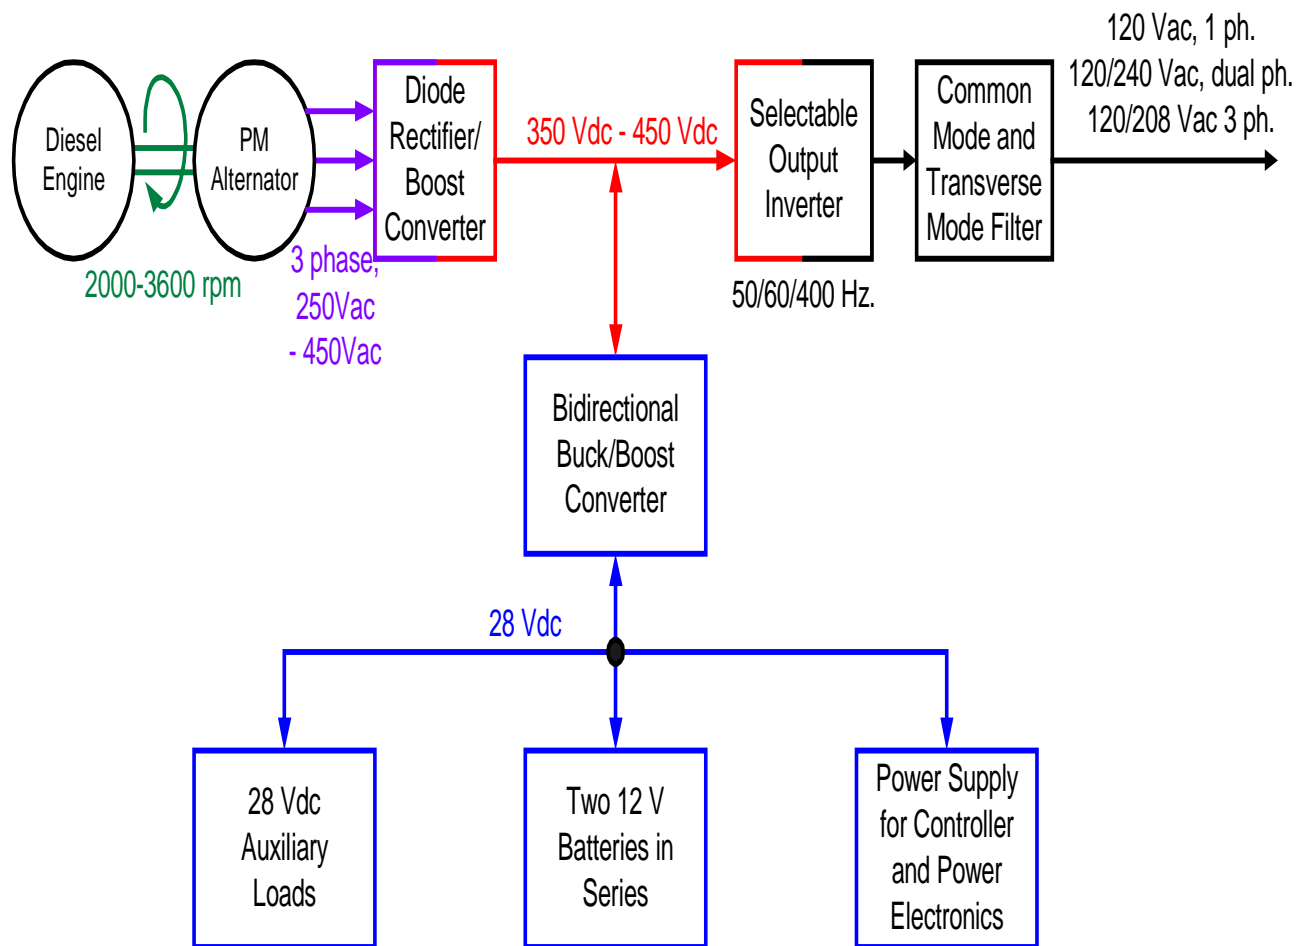 Diesel
Engine
2000-3600 rpm
PM
Alternator
3 phase,
250Vac
- 450Vac
Diode
Rectifier/
Boost
Converter
350 Vdc - 450 Vdc
Selectable
Output
Inverter
50/60/400 Hz.
Common
Mode and
Transverse
Mode Filter
120 Vac, 1 ph.
120/240 Vac, dual ph.
120/208 Vac 3 ph.
Bidirectional
Buck/Boost
Converter
28 Vdc
28 Vdc
Auxiliary
Loads
Two 12 V
Batteries in
Series
Power Supply
for Controller
and Power
Electronics